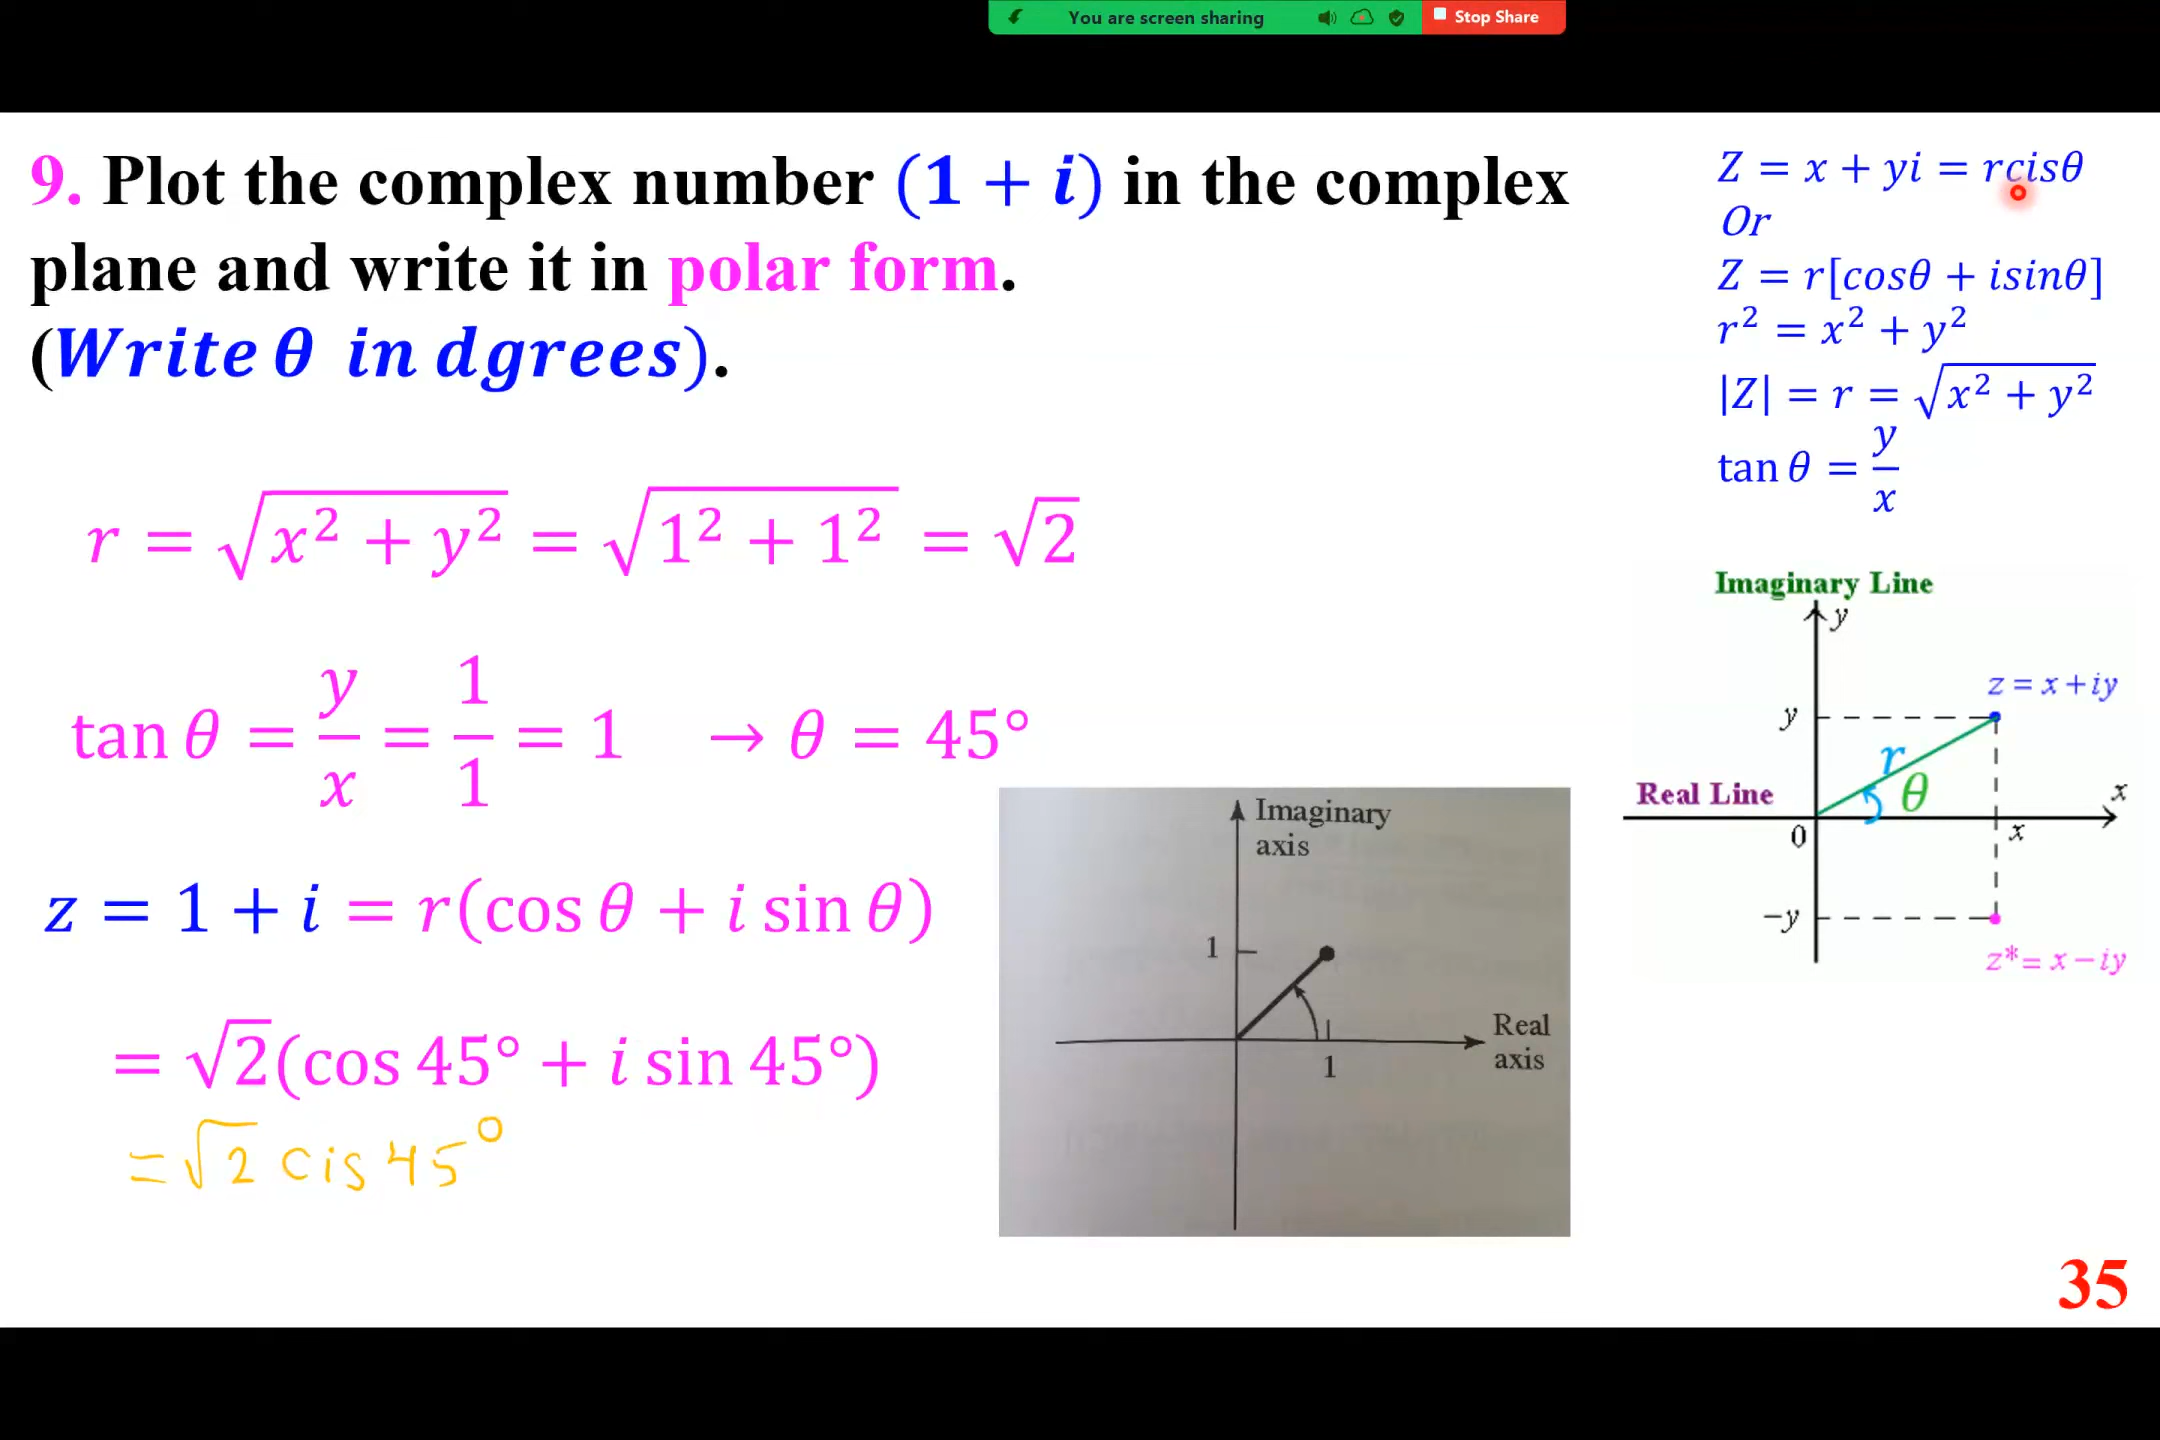 You are screen sharing
Stop Share
9. Plot the complex number (1 + i) in the complex
plane and write it in polar form.
(Write θ in dgrees).
r = √(x² + y²) = √(1² + 1²) = √2
tan θ = y/x = 1/1 = 1 → θ = 45°
z = 1 + i = r(cos θ + i sin θ)
= √2(cos 45° + i sin 45°)
= √2 cis 45°
Imaginary
axis
1
Real
axis
1
Z = x + yi = rcisθ
Or
Z = r[cosθ + isinθ]
r² = x² + y²
|Z| = r = √(x² + y²)
tan θ = y/x
Imaginary Line
y
z = x + iy
y
r
θ
Real Line
x
0
x
−y
z* = x − iy
35